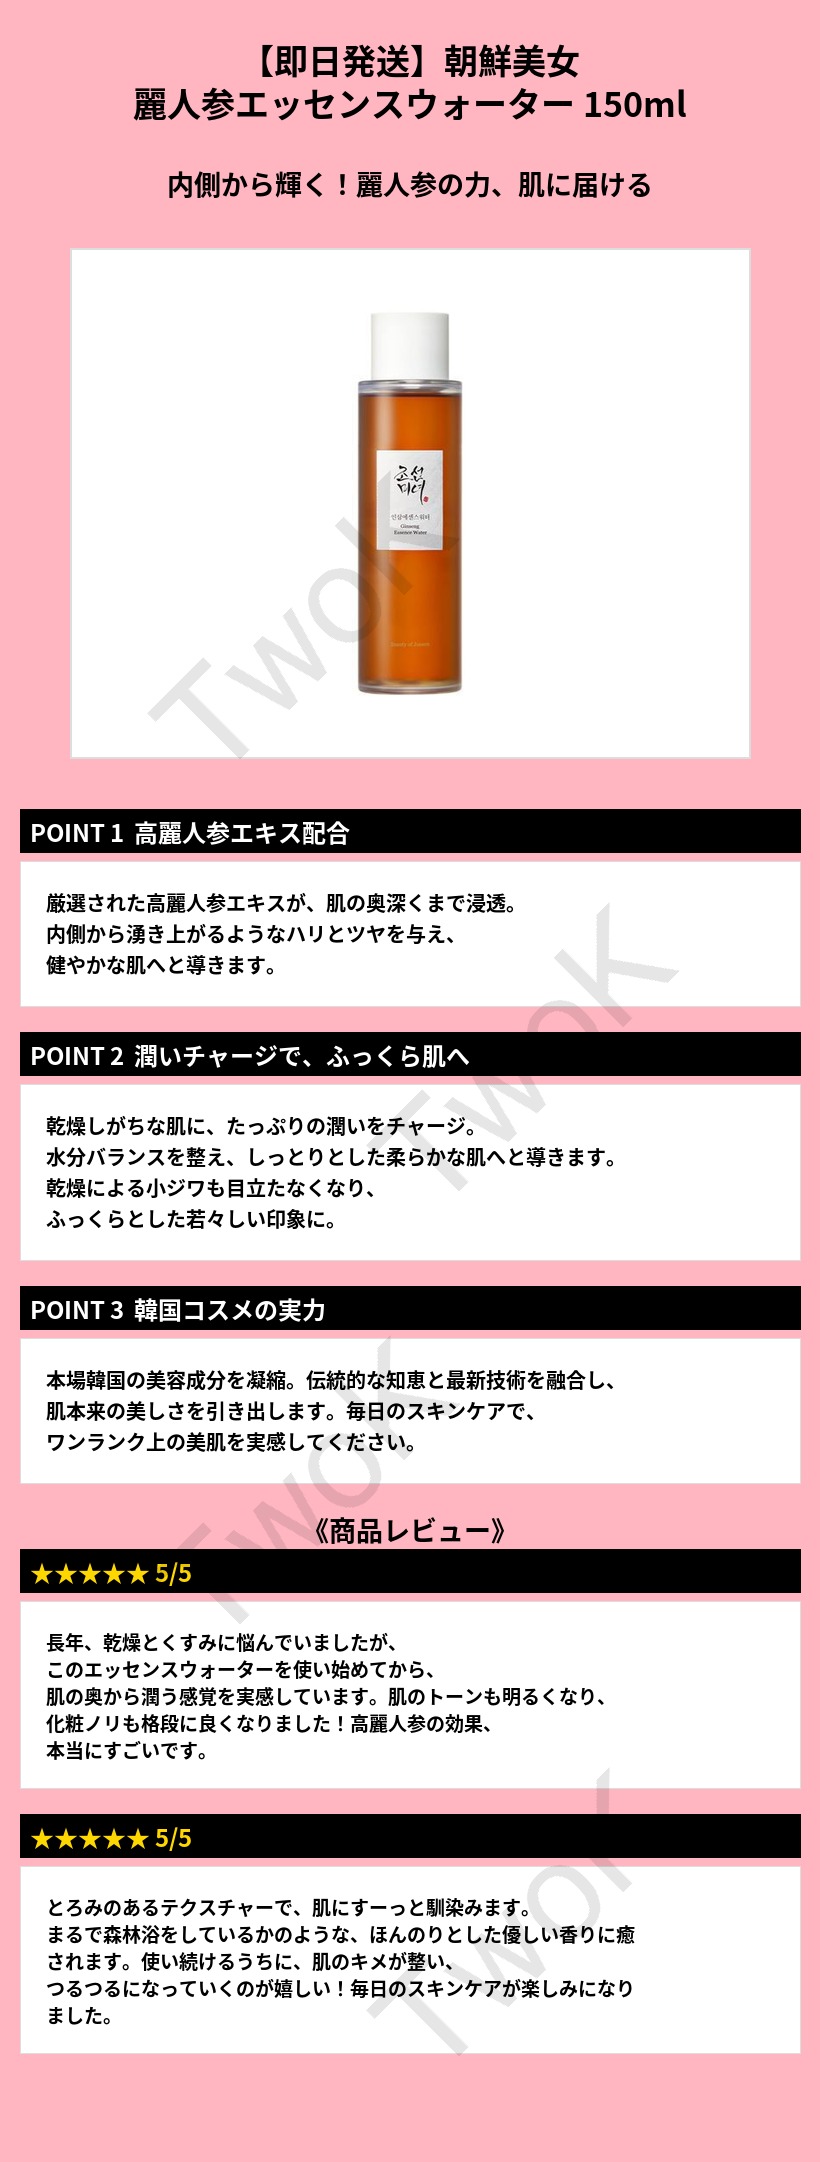 【即日発送】朝鮮美女
麗人参エッセンスウォーター 150ml
内側から輝く！麗人参の力、肌に届ける
조선
미녀
인삼에센스워터
Ginseng
Essence Water
Beauty of Joseon
TwoK
POINT 1 高麗人参エキス配合
厳選された高麗人参エキスが、肌の奥深くまで浸透。
内側から湧き上がるようなハリとツヤを与え、
健やかな肌へと導きます。
TwoK
POINT 2 潤いチャージで、ふっくら肌へ
乾燥しがちな肌に、たっぷりの潤いをチャージ。
水分バランスを整え、しっとりとした柔らかな肌へと導きます。
乾燥による小ジワも目立たなくなり、
ふっくらとした若々しい印象に。
POINT 3 韓国コスメの実力
本場韓国の美容成分を凝縮。伝統的な知恵と最新技術を融合し、
肌本来の美しさを引き出します。毎日のスキンケアで、
ワンランク上の美肌を実感してください。
TwoK
《商品レビュー》
★★★★★ 5/5
長年、乾燥とくすみに悩んでいましたが、
このエッセンスウォーターを使い始めてから、
肌の奥から潤う感覚を実感しています。肌のトーンも明るくなり、
化粧ノリも格段に良くなりました！高麗人参の効果、
本当にすごいです。
★★★★★ 5/5
とろみのあるテクスチャーで、肌にすーっと馴染みます。
まるで森林浴をしているかのような、ほんのりとした優しい香りに癒
されます。使い続けるうちに、肌のキメが整い、
つるつるになっていくのが嬉しい！毎日のスキンケアが楽しみになり
ました。
TwoK